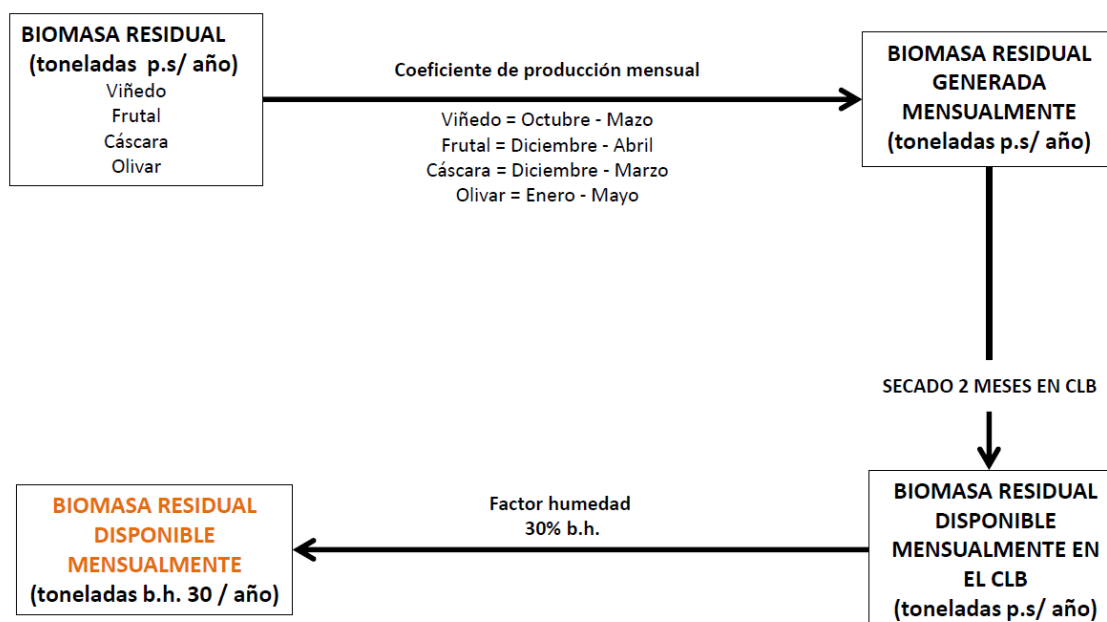 BIOMASA RESIDUAL
(toneladas p.s/ año)
Viñedo
Frutal
Cáscara
Olivar
Coeficiente de producción mensual
Viñedo = Octubre - Mazo
Frutal = Diciembre - Abril
Cáscara = Diciembre - Marzo
Olivar = Enero - Mayo
BIOMASA RESIDUAL
GENERADA
MENSUALMENTE
(toneladas p.s/ año)
SECADO 2 MESES EN CLB
BIOMASA RESIDUAL
DISPONIBLE
MENSUALMENTE EN
EL CLB
(toneladas p.s/ año)
Factor humedad
30% b.h.
BIOMASA RESIDUAL
DISPONIBLE
MENSUALMENTE
(toneladas b.h. 30 / año)